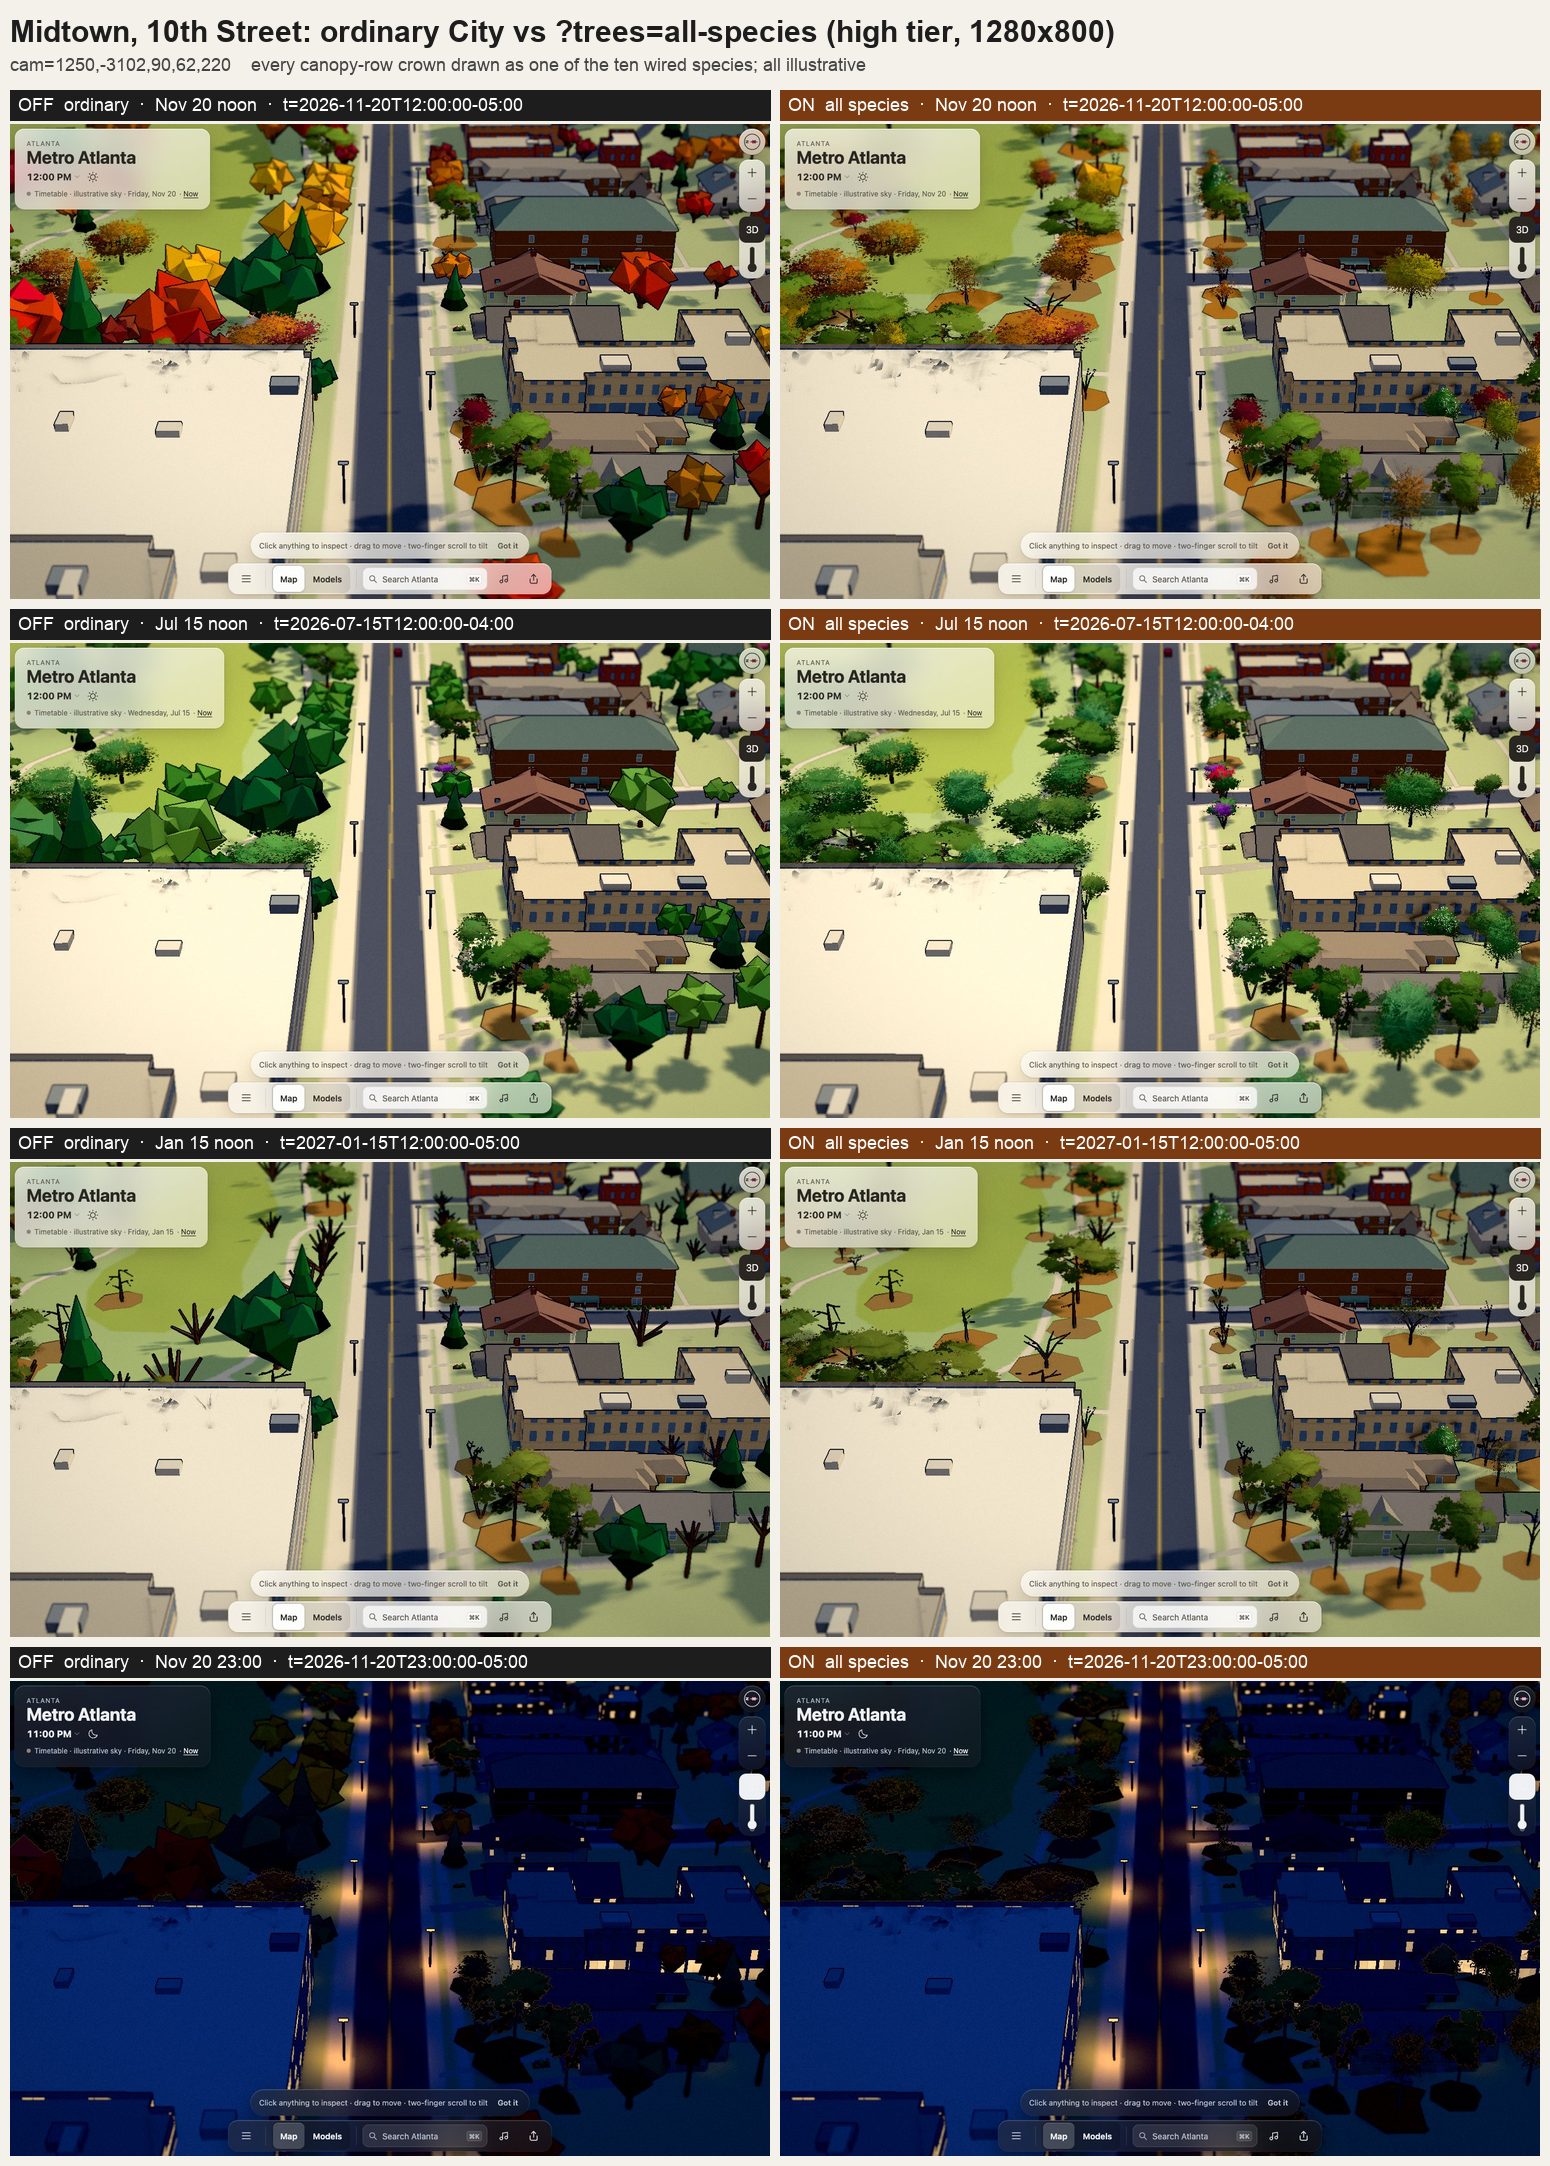 Midtown, 10th Street: ordinary City vs ?trees=all-species (high tier, 1280x800)
cam=1250,-3102,90,62,220 every canopy-row crown drawn as one of the ten wired species; all illustrative
OFF ordinary · Nov 20 noon · t=2026-11-20T12:00:00-05:00
ATLANTA
Metro Atlanta
12:00 PM
Timetable · illustrative sky · Friday, Nov 20 · Now
3D
Click anything to inspect · drag to move · two-finger scroll to tilt Got it
Map Models Search Atlanta ⌘K
ON all species · Nov 20 noon · t=2026-11-20T12:00:00-05:00
ATLANTA
Metro Atlanta
12:00 PM
Timetable · illustrative sky · Friday, Nov 20 · Now
3D
Click anything to inspect · drag to move · two-finger scroll to tilt Got it
Map Models Search Atlanta ⌘K
OFF ordinary · Jul 15 noon · t=2026-07-15T12:00:00-04:00
ATLANTA
Metro Atlanta
12:00 PM
Timetable · illustrative sky · Wednesday, Jul 15 · Now
3D
Click anything to inspect · drag to move · two-finger scroll to tilt Got it
Map Models Search Atlanta ⌘K
ON all species · Jul 15 noon · t=2026-07-15T12:00:00-04:00
ATLANTA
Metro Atlanta
12:00 PM
Timetable · illustrative sky · Wednesday, Jul 15 · Now
3D
Click anything to inspect · drag to move · two-finger scroll to tilt Got it
Map Models Search Atlanta ⌘K
OFF ordinary · Jan 15 noon · t=2027-01-15T12:00:00-05:00
ATLANTA
Metro Atlanta
12:00 PM
Timetable · illustrative sky · Friday, Jan 15 · Now
3D
Click anything to inspect · drag to move · two-finger scroll to tilt Got it
Map Models Search Atlanta ⌘K
ON all species · Jan 15 noon · t=2027-01-15T12:00:00-05:00
ATLANTA
Metro Atlanta
12:00 PM
Timetable · illustrative sky · Friday, Jan 15 · Now
3D
Click anything to inspect · drag to move · two-finger scroll to tilt Got it
Map Models Search Atlanta ⌘K
OFF ordinary · Nov 20 23:00 · t=2026-11-20T23:00:00-05:00
ATLANTA
Metro Atlanta
11:00 PM
Timetable · illustrative sky · Friday, Nov 20 · Now
Click anything to inspect · drag to move · two-finger scroll to tilt Got it
Map Models Search Atlanta ⌘K
ON all species · Nov 20 23:00 · t=2026-11-20T23:00:00-05:00
ATLANTA
Metro Atlanta
11:00 PM
Timetable · illustrative sky · Friday, Nov 20 · Now
Click anything to inspect · drag to move · two-finger scroll to tilt Got it
Map Models Search Atlanta ⌘K